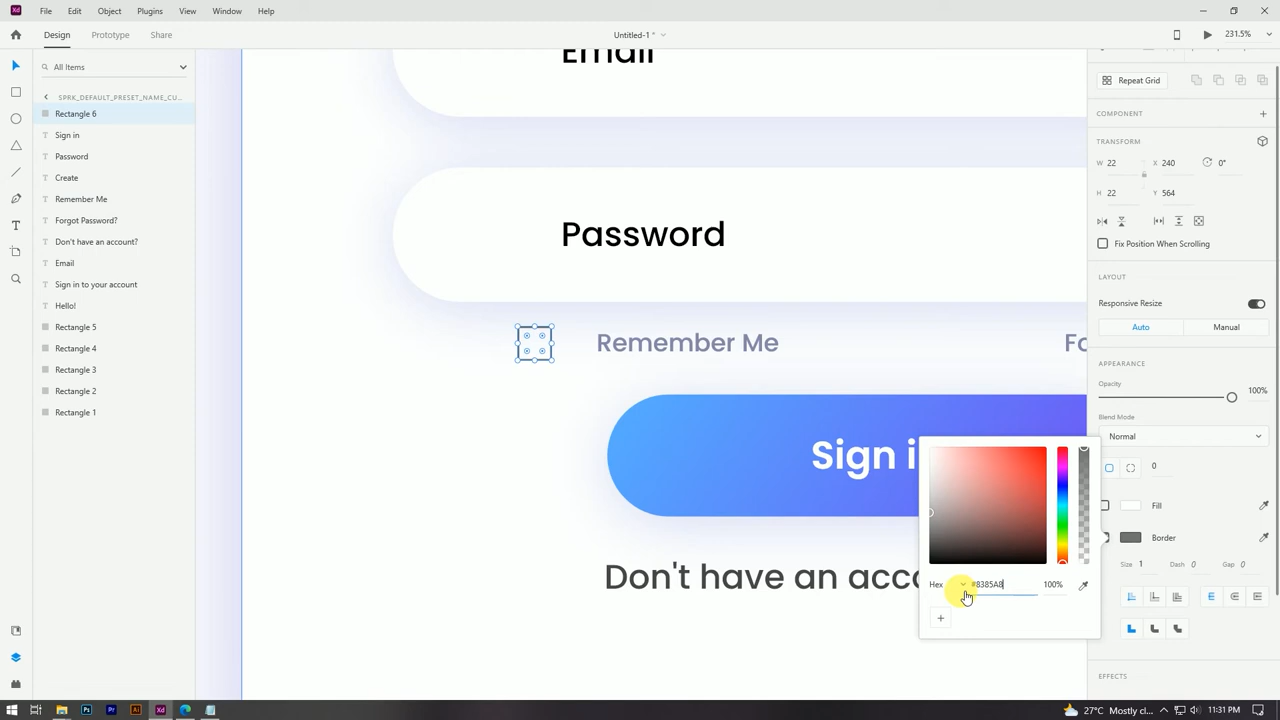 File Edit Object Plugins View Window Help
Design Prototype Share
Untitled-1 *
231.5%
All Items
SPRK_DEFAULT_PRESET_NAME_CU...
Rectangle 6
Sign in
Password
Create
Remember Me
Forgot Password?
Don't have an account?
Email
Sign in to your account
Hello!
Rectangle 5
Rectangle 4
Rectangle 3
Rectangle 2
Rectangle 1
Email
Password
Remember Me
Fo
Sign i
Don't have an acco
Repeat Grid
COMPONENT
TRANSFORM
W 22 X 240 0°
H 22 Y 564
Fix Position When Scrolling
LAYOUT
Responsive Resize
Auto Manual
APPEARANCE
Opacity
100%
Blend Mode
Normal
0
Fill
Border
Size 1 Dash 0 Gap 0
EFFECTS
Hex #8385A8 100%
27°C Mostly cl... 11:31 PM